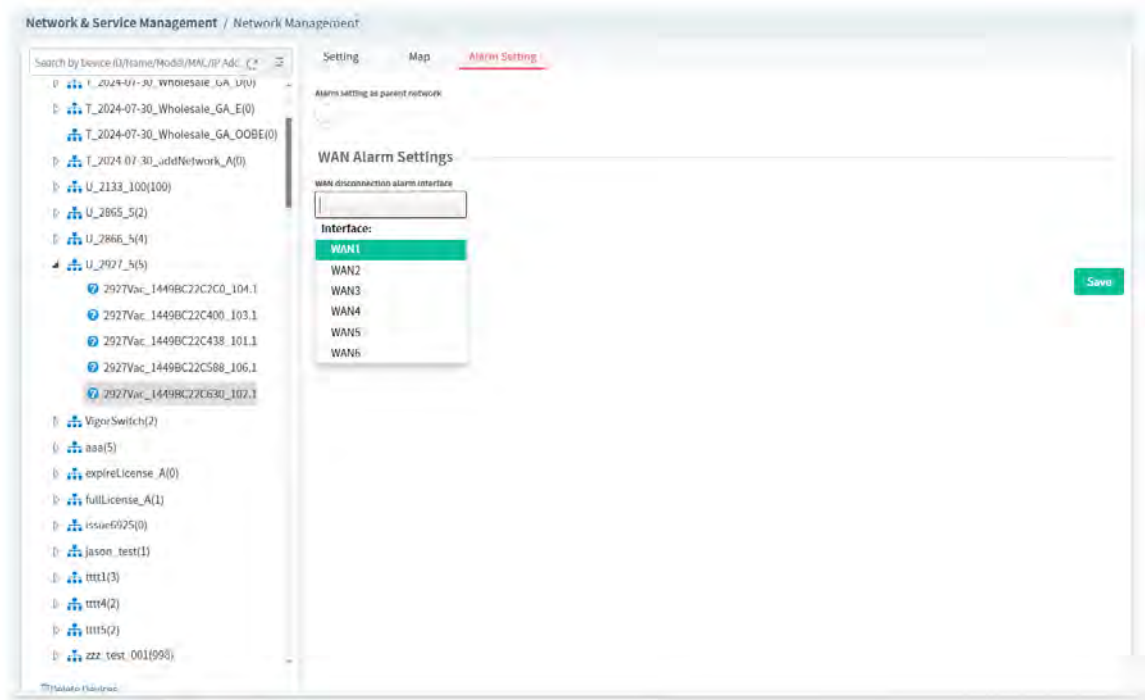 Network & Service Management / Network Management
Search by Device ID/Name/Model/MAC/IP Adc
T_2024-07-30_Wholesale_GA_D(0)
T_2024-07-30_Wholesale_GA_E(0)
T_2024-07-30_Wholesale_GA_OOBE(0)
T_2024-07-30_addNetwork_A(0)
U_2133_100(100)
U_2865_5(2)
U_2866_5(4)
U_2927_5(5)
2927Vac_1449BC22C2C0_104.1
2927Vac_1449BC22C400_103.1
2927Vac_1449BC22C438_101.1
2927Vac_1449BC22C588_106.1
2927Vac_1449BC22C630_102.1
VigorSwitch(2)
aaa(5)
expireLicense_A(0)
fullLicense_A(1)
issue6925(0)
jason_test(1)
tttt1(3)
tttt4(2)
tttt5(2)
zzz_test_001(998)
Setting Map Alarm Setting
Alarm setting as parent network
WAN Alarm Settings
WAN disconnection alarm interface
Interface:
WAN1
WAN2
WAN3
WAN4
WAN5
WAN6
Save